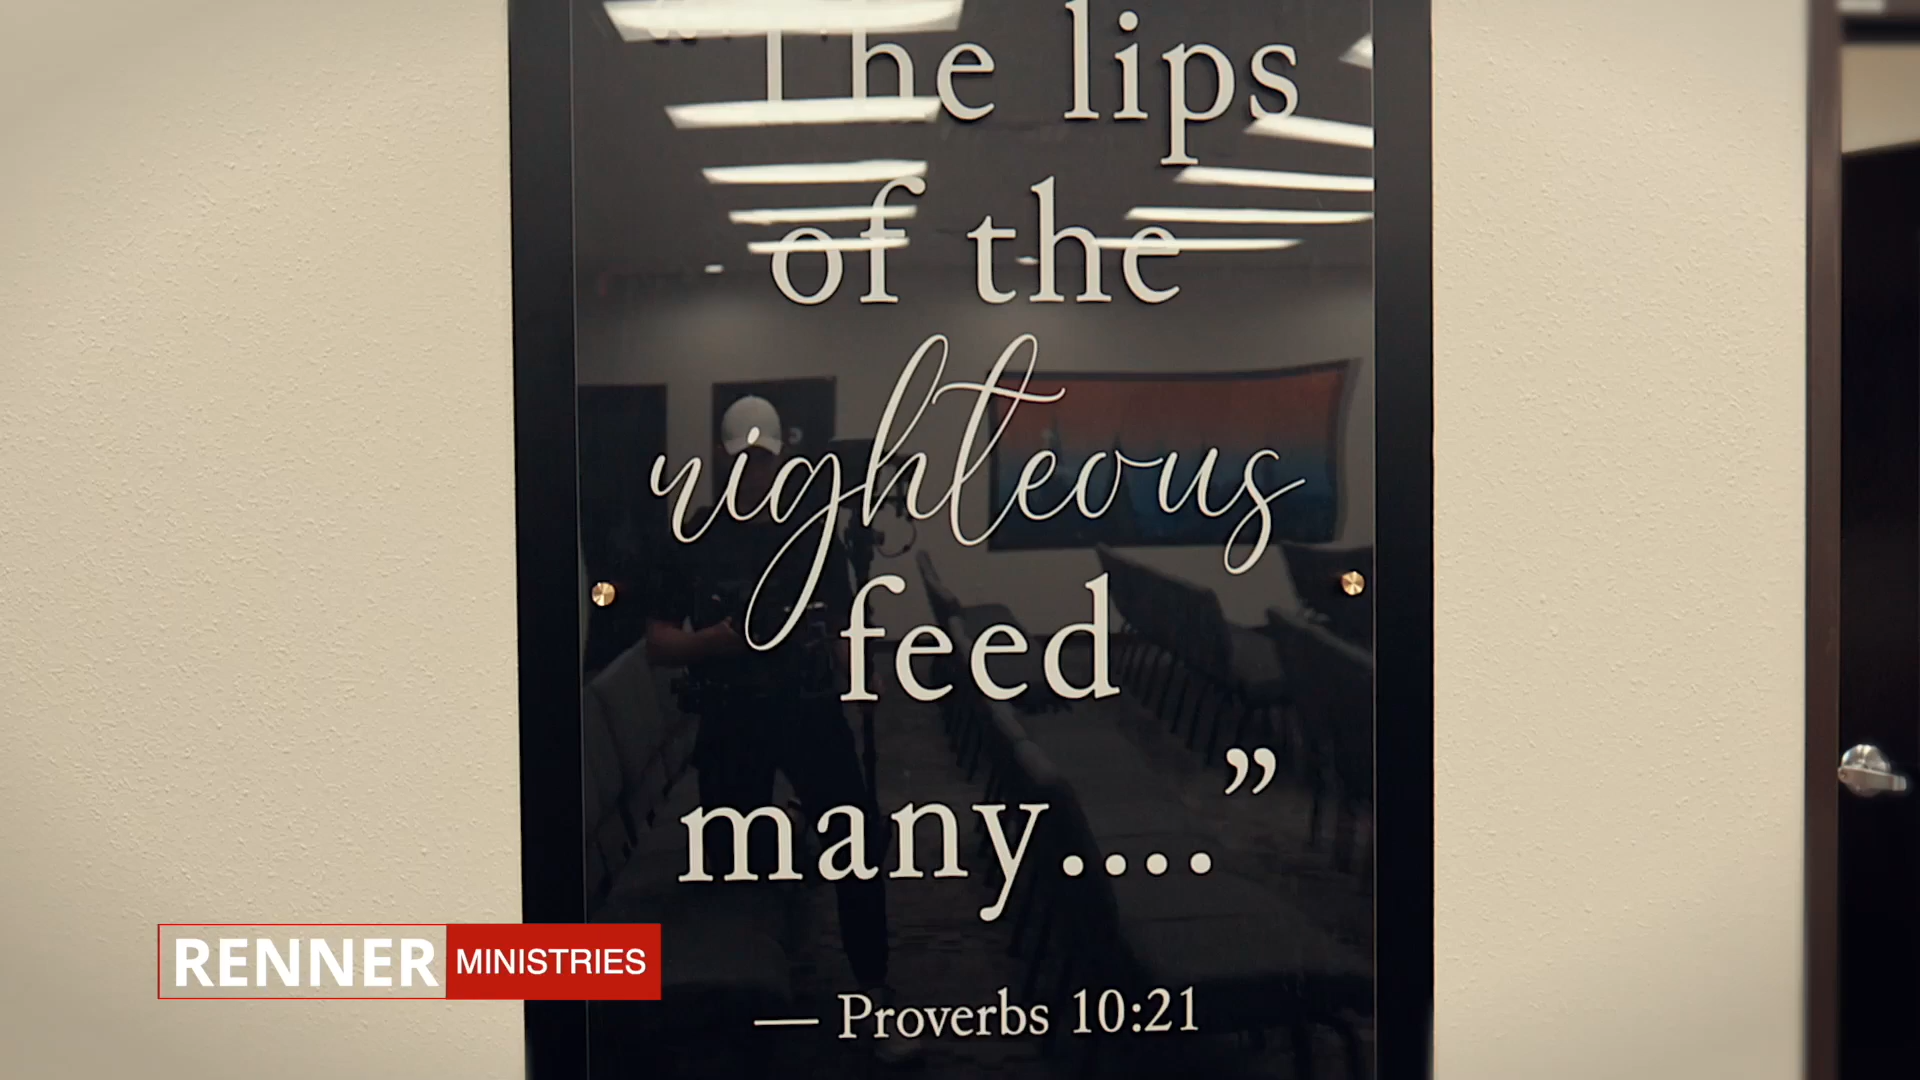 "The lips
of the
righteous
feed
many...."
— Proverbs 10:21
RENNER MINISTRIES